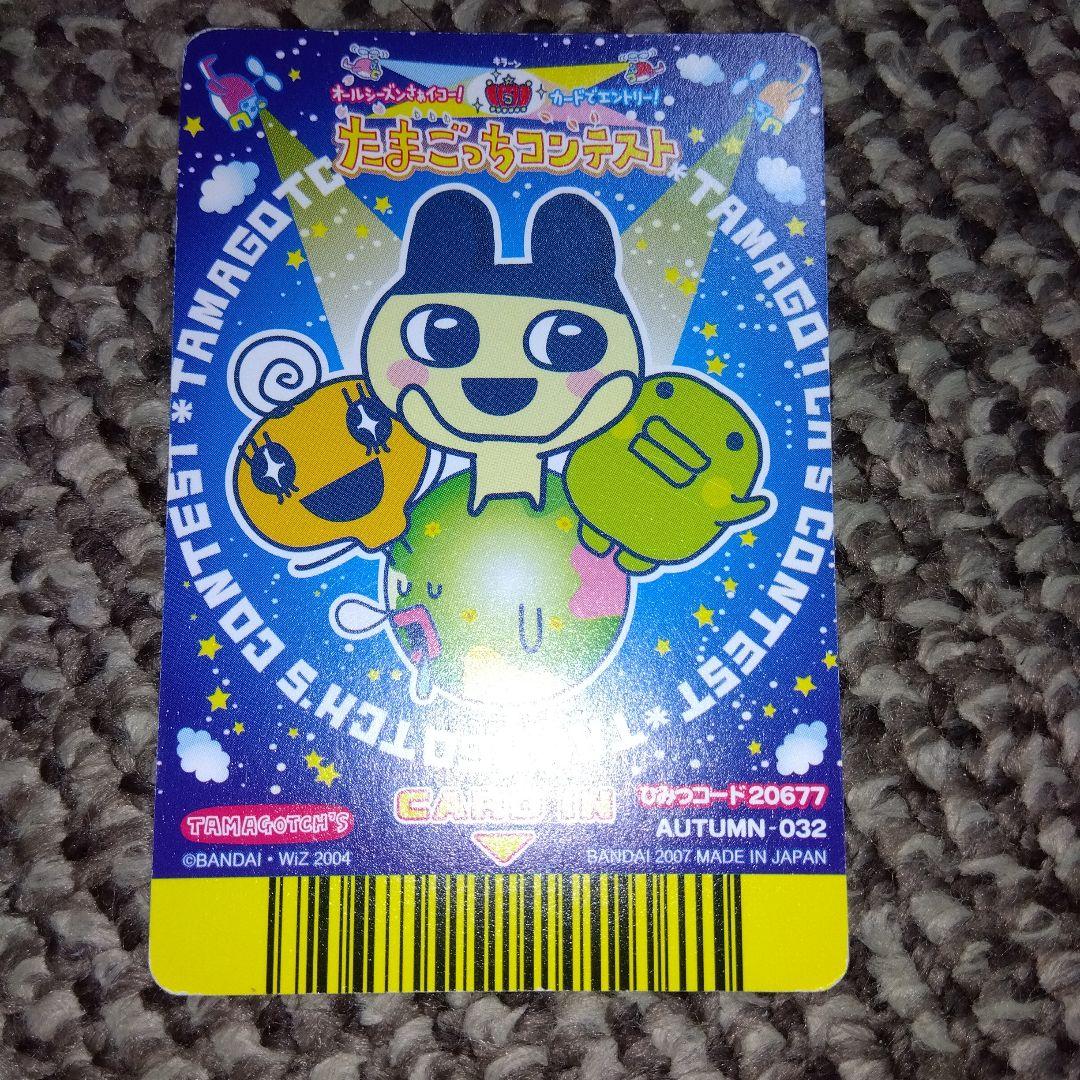 キラーン
オールシーズンさぁイコー！
カードでエントリー！
たまごっちコンテスト
*TAMAGOTCH'S CONTEST
*TAMAGOTCH'S CONTEST
CARD IN
ひみつコード20677
TAMAGOTCH'S
AUTUMN-032
©BANDAI・WiZ 2004
BANDAI 2007 MADE IN JAPAN